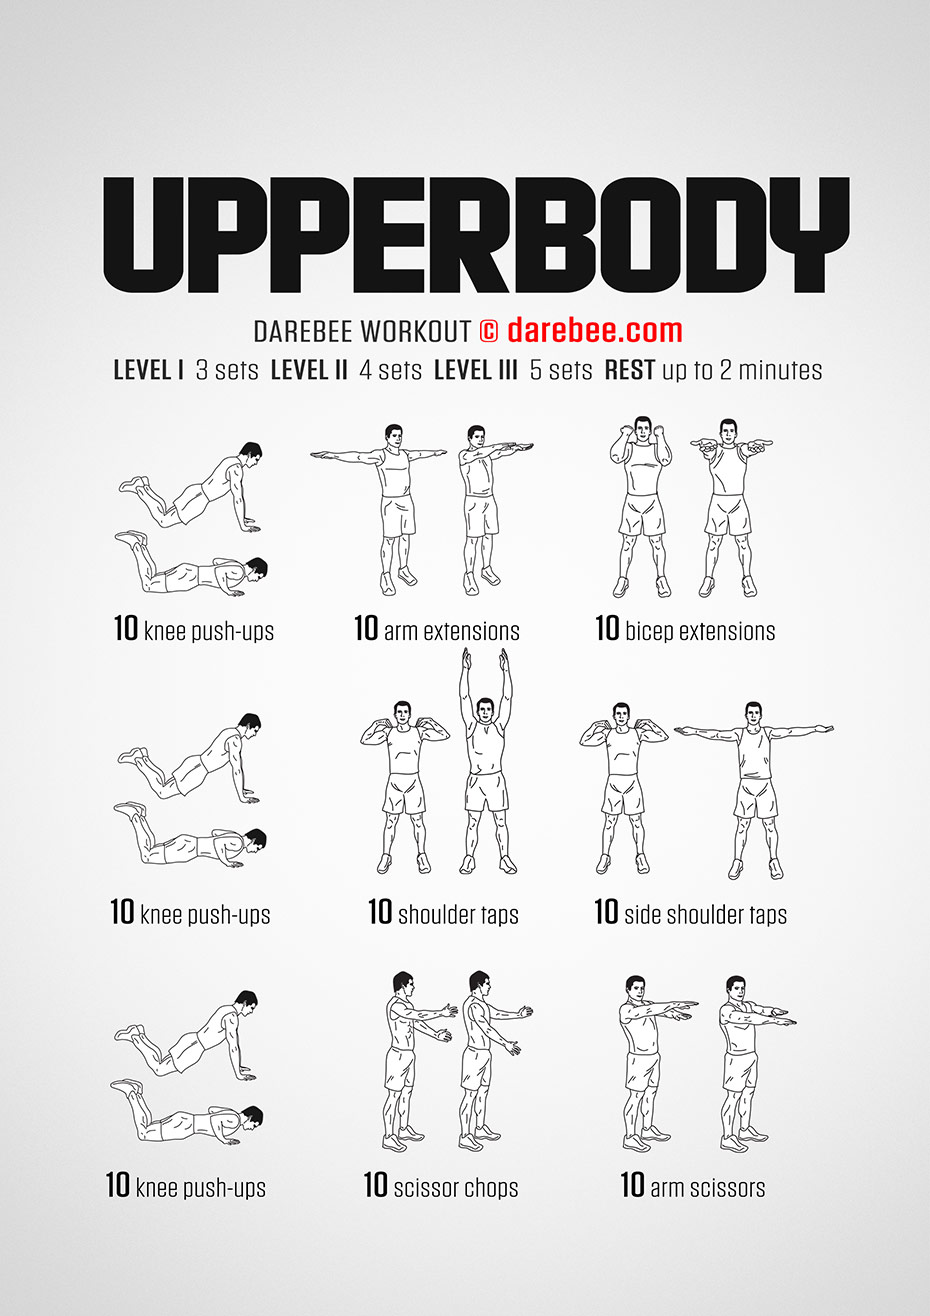 UPPERBODY
DAREBEE WORKOUT © darebee.com
LEVEL I 3 sets LEVEL II 4 sets LEVEL III 5 sets REST up to 2 minutes
10 knee push-ups
10 arm extensions
10 bicep extensions
10 knee push-ups
10 shoulder taps
10 side shoulder taps
10 knee push-ups
10 scissor chops
10 arm scissors